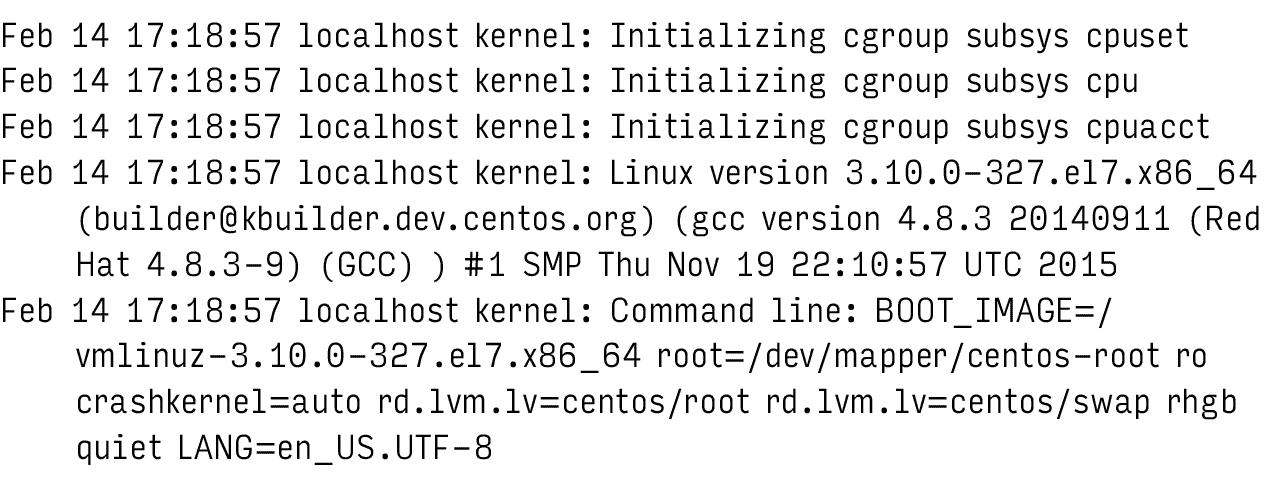 Feb 14 17:18:57 localhost kernel: Initializing cgroup subsys cpuset
Feb 14 17:18:57 localhost kernel: Initializing cgroup subsys cpu
Feb 14 17:18:57 localhost kernel: Initializing cgroup subsys cpuacct
Feb 14 17:18:57 localhost kernel: Linux version 3.10.0-327.el7.x86_64
(builder@kbuilder.dev.centos.org) (gcc version 4.8.3 20140911 (Red
Hat 4.8.3-9) (GCC) ) #1 SMP Thu Nov 19 22:10:57 UTC 2015
Feb 14 17:18:57 localhost kernel: Command line: BOOT_IMAGE=/
vmlinuz-3.10.0-327.el7.x86_64 root=/dev/mapper/centos-root ro
crashkernel=auto rd.lvm.lv=centos/root rd.lvm.lv=centos/swap rhgb
quiet LANG=en_US.UTF-8